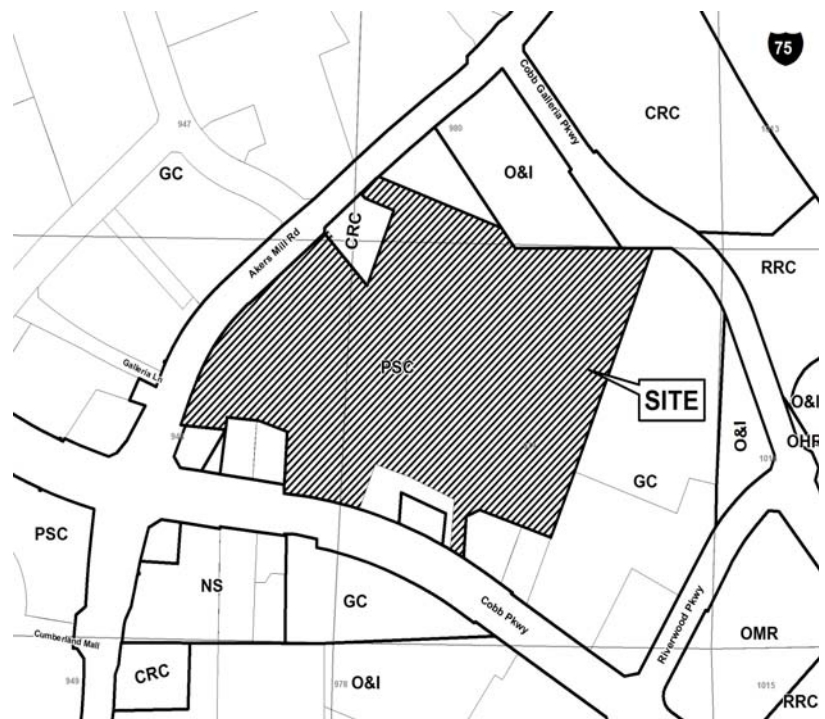 75
Cobb Galleria Pkwy
CRC
1013
947
980
GC
O&I
CRC
Akers Mill Rd
RRC
PSC
Galleria Ln
SITE
O&I
O&I
OHR
GC
PSC
NS
GC
Cobb Pkwy
Riverwood Pkwy
OMR
Cumberland Mall
CRC
949
978
O&I
1015
RRC